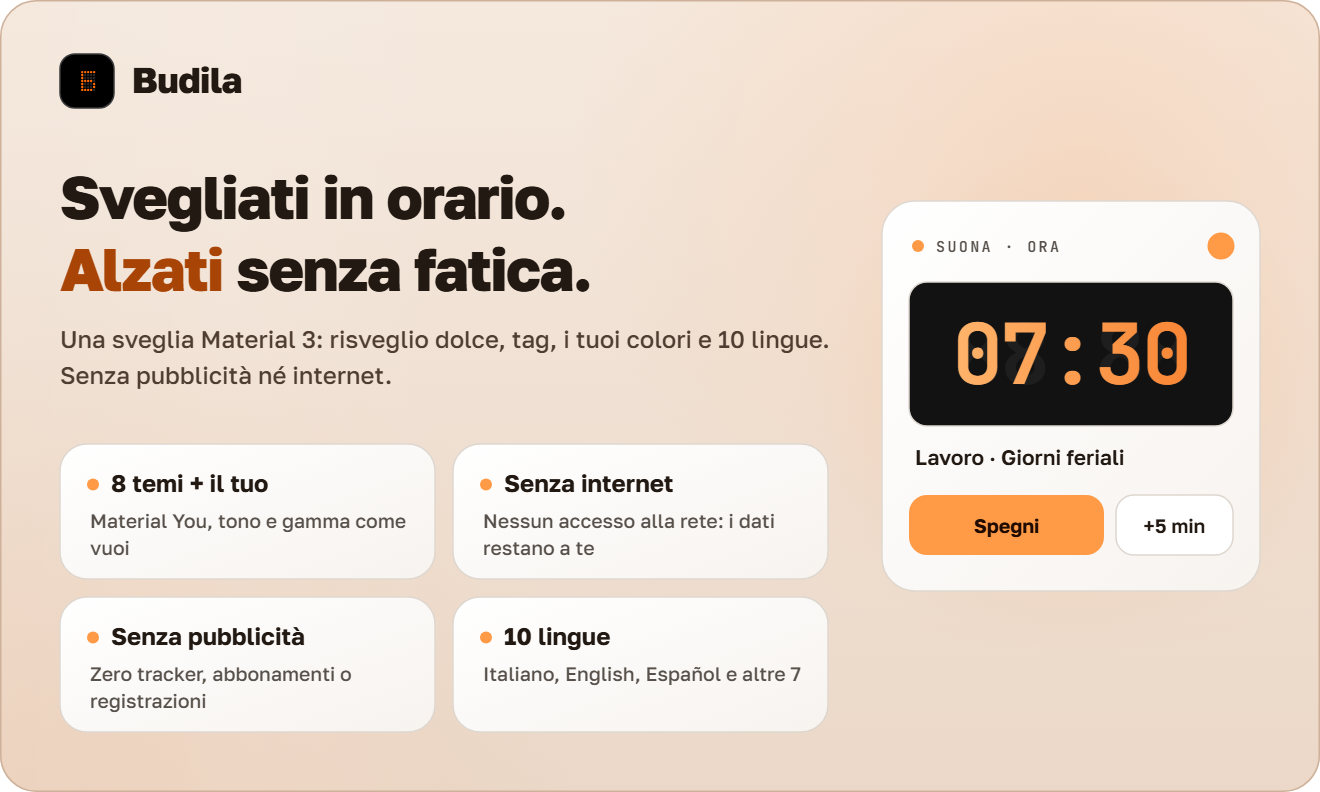 Budila
Svegliati in orario.
Alzati senza fatica.
Una sveglia Material 3: risveglio dolce, tag, i tuoi colori e 10 lingue.
Senza pubblicità né internet.
8 temi + il tuo
Material You, tono e gamma come
vuoi
Senza internet
Nessun accesso alla rete: i dati
restano a te
Senza pubblicità
Zero tracker, abbonamenti o
registrazioni
10 lingue
Italiano, English, Español e altre 7
SUONA · ORA
07:30
Lavoro · Giorni feriali
Spegni
+5 min